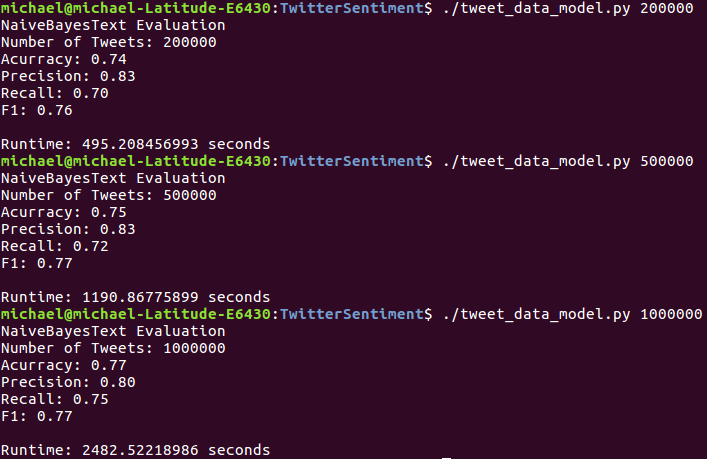 michael@michael-Latitude-E6430:TwitterSentiment$ ./tweet_data_model.py 200000
NaiveBayesText Evaluation
Number of Tweets: 200000
Acurracy: 0.74
Precision: 0.83
Recall: 0.70
F1: 0.76
Runtime: 495.208456993 seconds
michael@michael-Latitude-E6430:TwitterSentiment$ ./tweet_data_model.py 500000
NaiveBayesText Evaluation
Number of Tweets: 500000
Acurracy: 0.75
Precision: 0.83
Recall: 0.72
F1: 0.77
Runtime: 1190.86775899 seconds
michael@michael-Latitude-E6430:TwitterSentiment$ ./tweet_data_model.py 1000000
NaiveBayesText Evaluation
Number of Tweets: 1000000
Acurracy: 0.77
Precision: 0.80
Recall: 0.75
F1: 0.77
Runtime: 2482.52218986 seconds